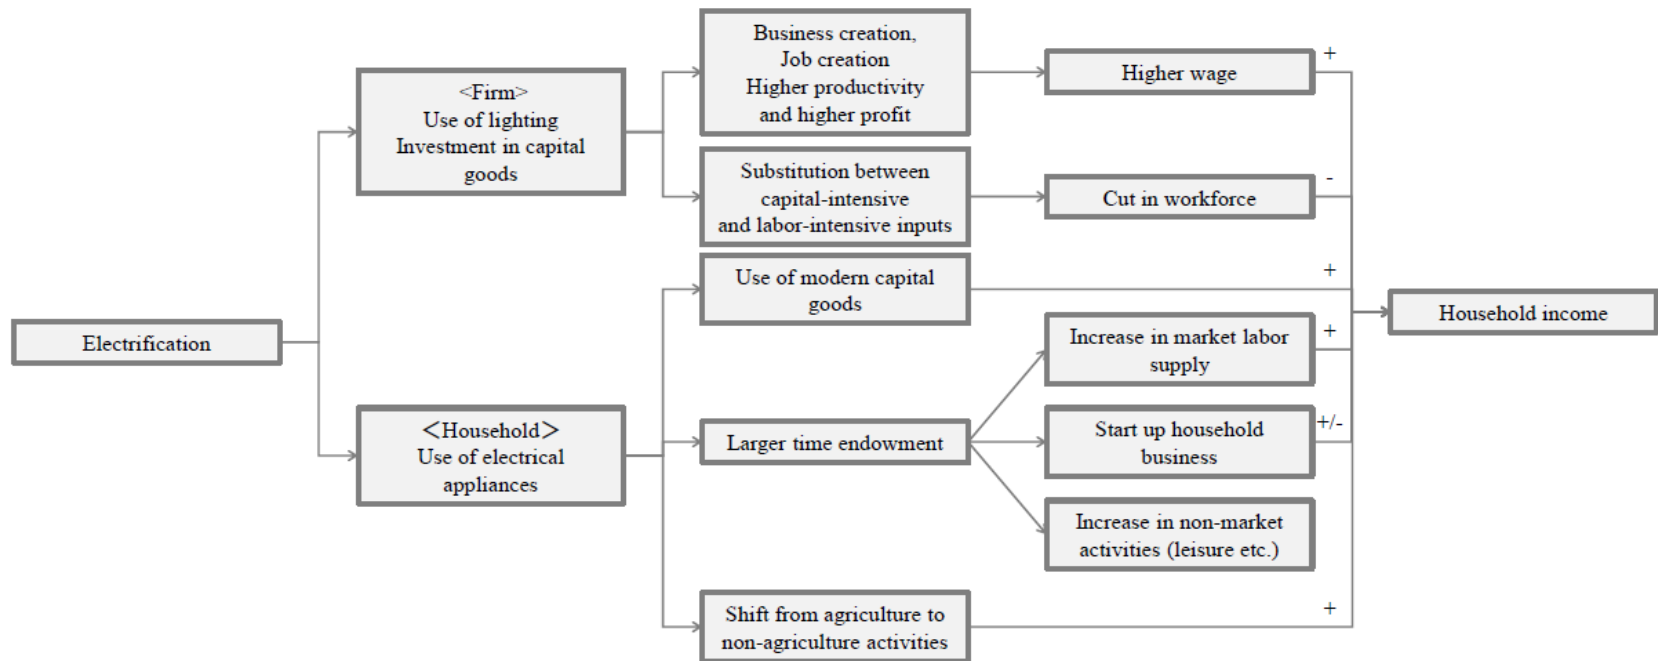 Electrification
<Firm>
Use of lighting
Investment in capital
goods
<Household>
Use of electrical
appliances
Business creation,
Job creation
Higher productivity
and higher profit
Substitution between
capital-intensive
and labor-intensive inputs
Use of modern capital
goods
Larger time endowment
Shift from agriculture to
non-agriculture activities
Higher wage
Cut in workforce
Increase in market labor
supply
Start up household
business
Increase in non-market
activities (leisure etc.)
+
-
+
+
+/-
+
Household income